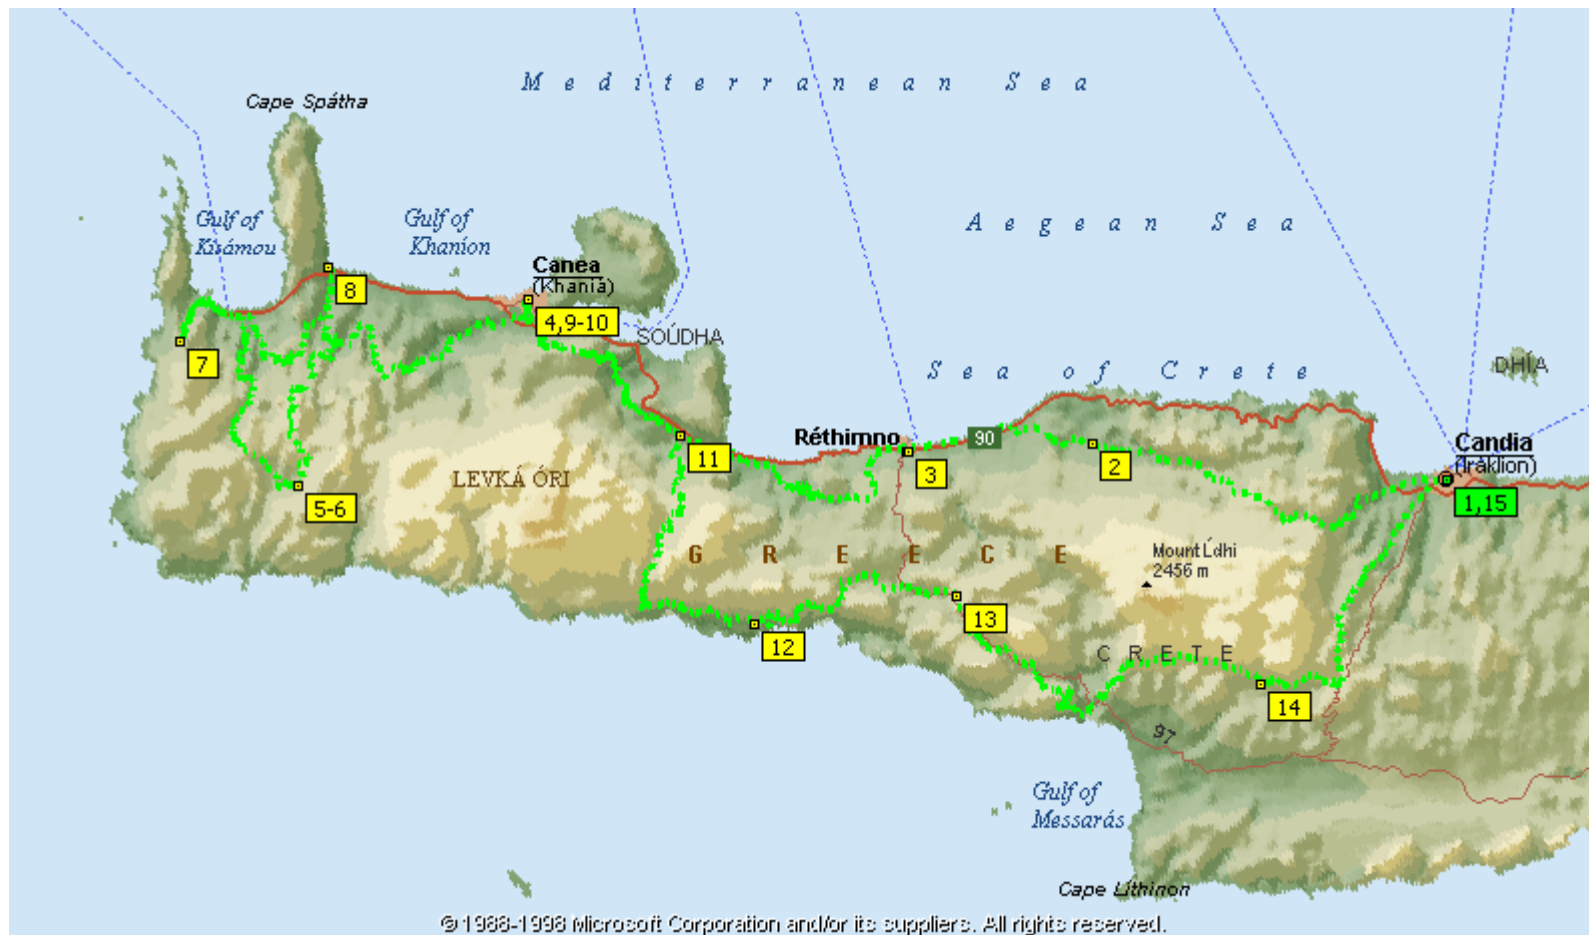 Mediterranean Sea
Cape Spátha
Gulf of
Kisámou
Gulf of
Khaníon
Aegean Sea
Canea
(Khaniá)
8
4,9-10
SOÚDHA
7
Sea of Crete
DHÍA
Réthimno
90
Candia
(Iráklion)
11
3
2
LEVKÁ ÓRI
5-6
1,15
GREECE
Mount Ídhi
2456 m
13
12
CRETE
14
97
Gulf of
Messarás
Cape Líthinon
© 1988-1998 Microsoft Corporation and/or its suppliers. All rights reserved.